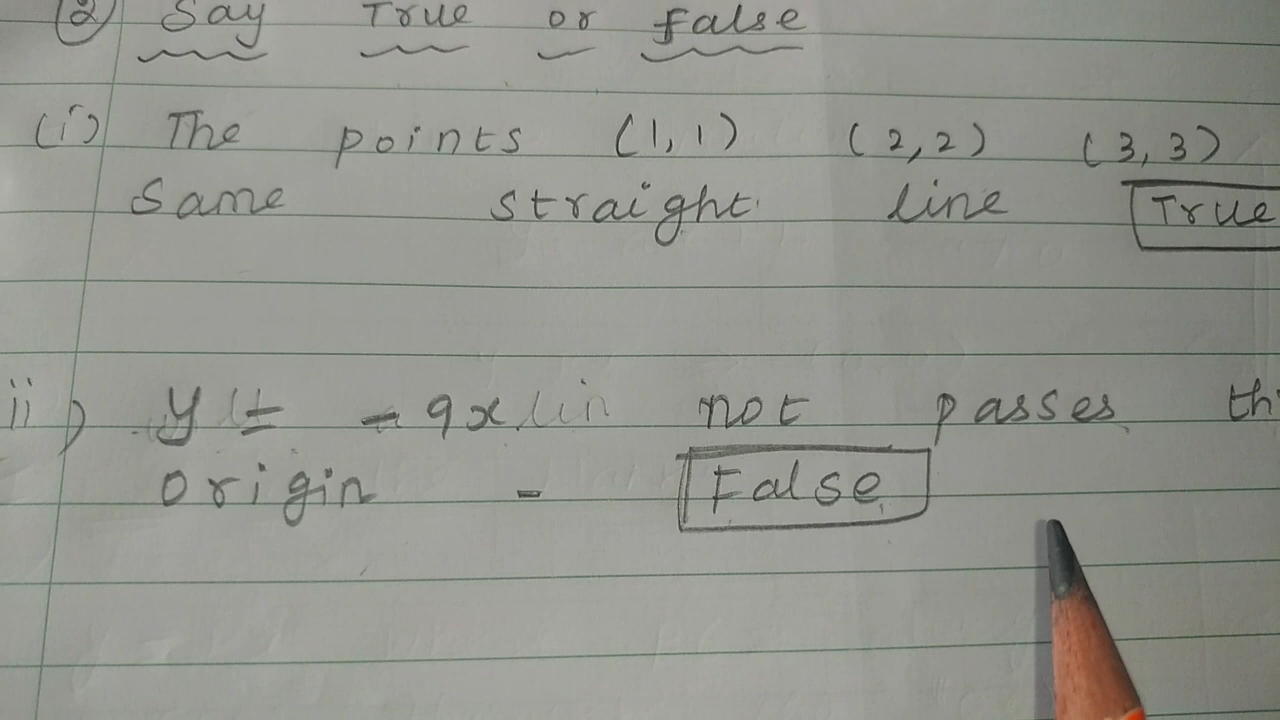 (2) Say True or False
(i) The points (1,1) (2,2) (3,3)
Same straight line True
ii) y = -9x not passes th
origin - False